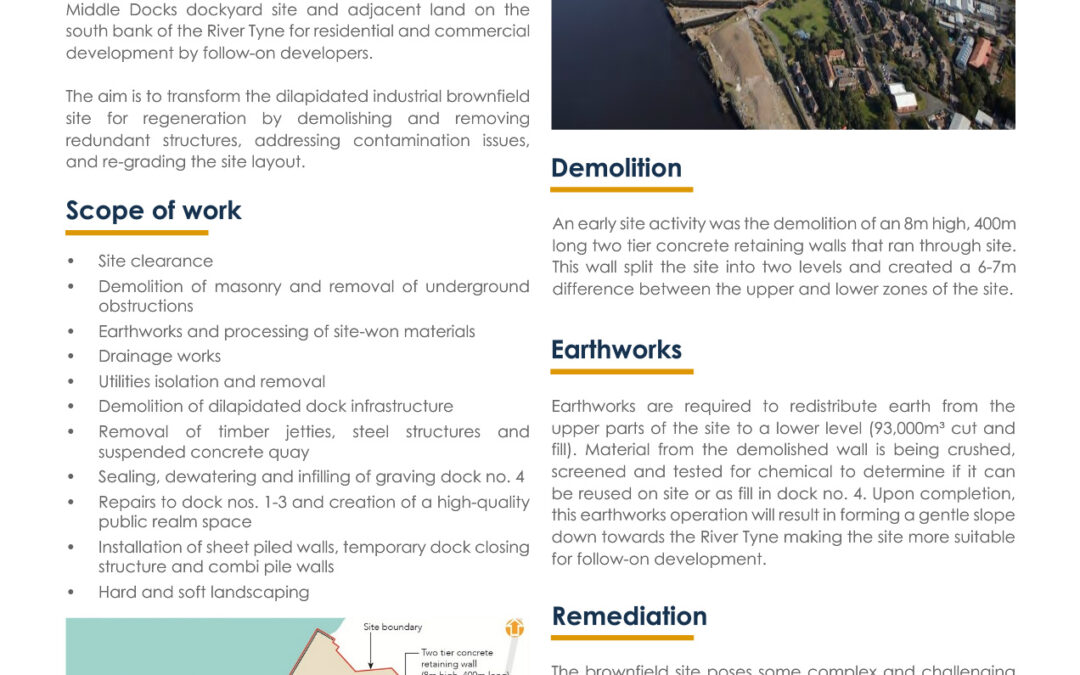 Middle Docks dockyard site and adjacent land on the
south bank of the River Tyne for residential and commercial
development by follow-on developers.
The aim is to transform the dilapidated industrial brownfield
site for regeneration by demolishing and removing
redundant structures, addressing contamination issues,
and re-grading the site layout.
Scope of work
• Site clearance
• Demolition of masonry and removal of underground
obstructions
• Earthworks and processing of site-won materials
• Drainage works
• Utilities isolation and removal
• Demolition of dilapidated dock infrastructure
• Removal of timber jetties, steel structures and
suspended concrete quay
• Sealing, dewatering and infilling of graving dock no. 4
• Repairs to dock nos. 1-3 and creation of a high-quality
public realm space
• Installation of sheet piled walls, temporary dock closing
structure and combi pile walls
• Hard and soft landscaping
Site boundary
Two tier concrete
retaining wall
(8m high, 400m long)
Demolition
An early site activity was the demolition of an 8m high, 400m
long two tier concrete retaining walls that ran through site.
This wall split the site into two levels and created a 6-7m
difference between the upper and lower zones of the site.
Earthworks
Earthworks are required to redistribute earth from the
upper parts of the site to a lower level (93,000m³ cut and
fill). Material from the demolished wall is being crushed,
screened and tested for chemical to determine if it can
be reused on site or as fill in dock no. 4. Upon completion,
this earthworks operation will result in forming a gentle slope
down towards the River Tyne making the site more suitable
for follow-on development.
Remediation
The brownfield site poses some complex and challenging